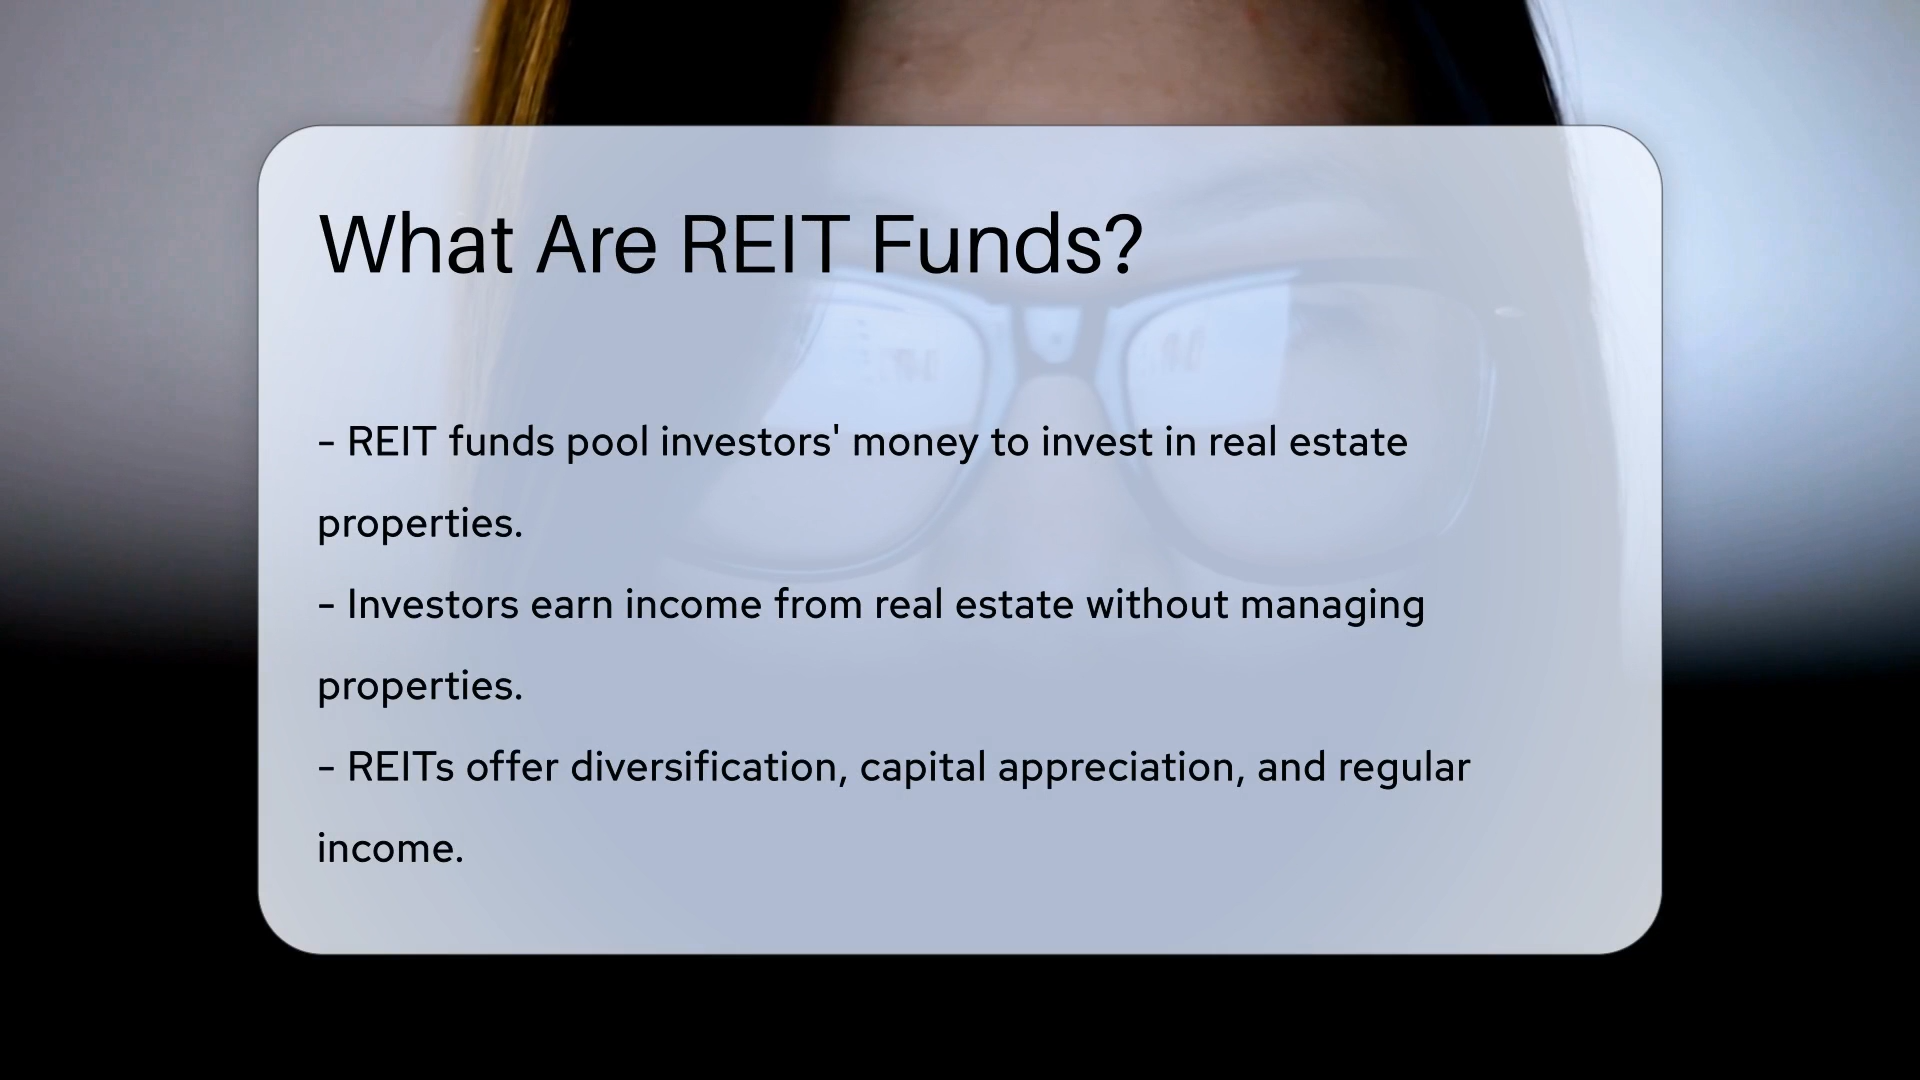 What Are REIT Funds?
- REIT funds pool investors' money to invest in real estate
properties.
- Investors earn income from real estate without managing
properties.
- REITs offer diversification, capital appreciation, and regular
income.